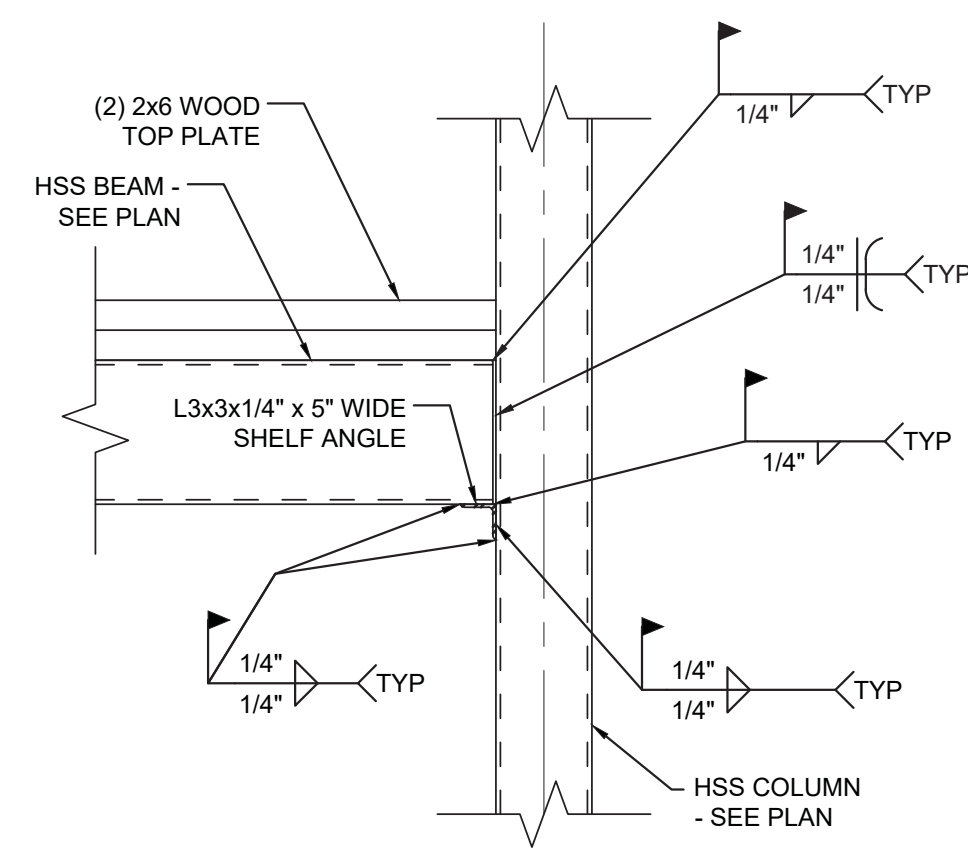 (2) 2x6 WOOD
TOP PLATE
HSS BEAM -
SEE PLAN
L3x3x1/4" x 5" WIDE
SHELF ANGLE
1/4"
TYP
1/4"
1/4"
TYP
1/4"
TYP
1/4"
1/4"
TYP
1/4"
1/4"
TYP
HSS COLUMN
- SEE PLAN